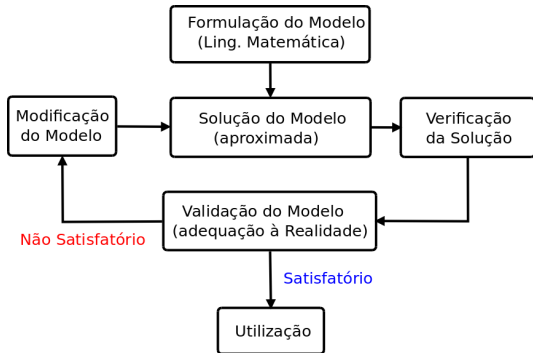 Formulação do Modelo
(Ling. Matemática)
Modificação
do Modelo
Solução do Modelo
(aproximada)
Verificação
da Solução
Validação do Modelo
(adequação à Realidade)
Não Satisfatório
Satisfatório
Utilização